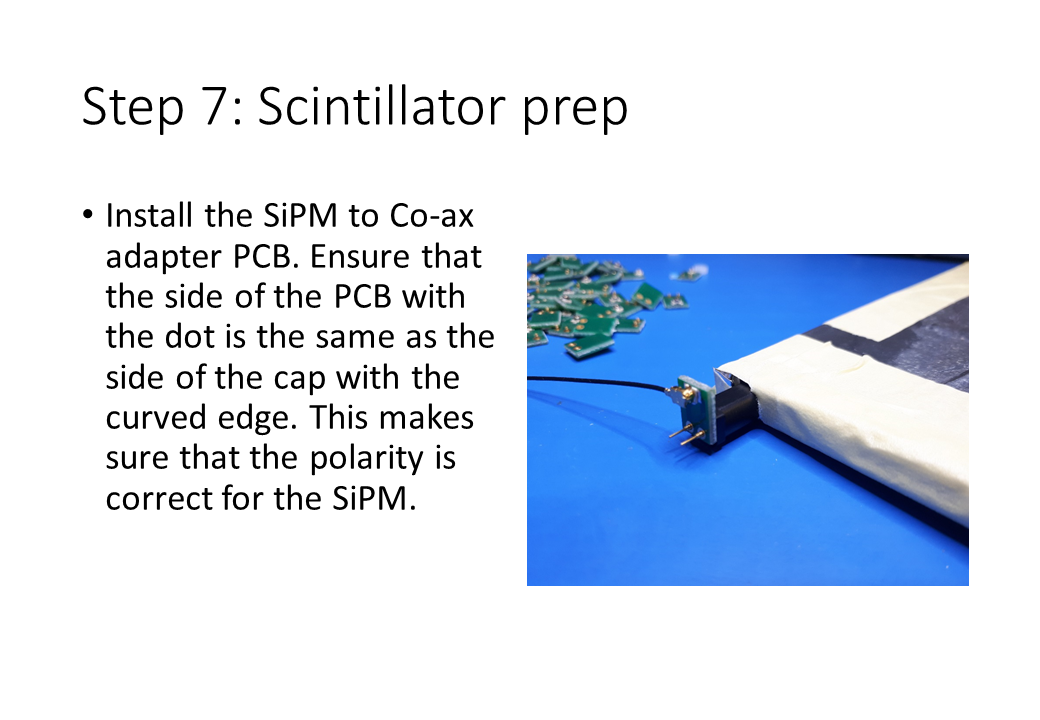 Step 7: Scintillator prep
• Install the SiPM to Co-ax
adapter PCB. Ensure that
the side of the PCB with
the dot is the same as the
side of the cap with the
curved edge. This makes
sure that the polarity is
correct for the SiPM.